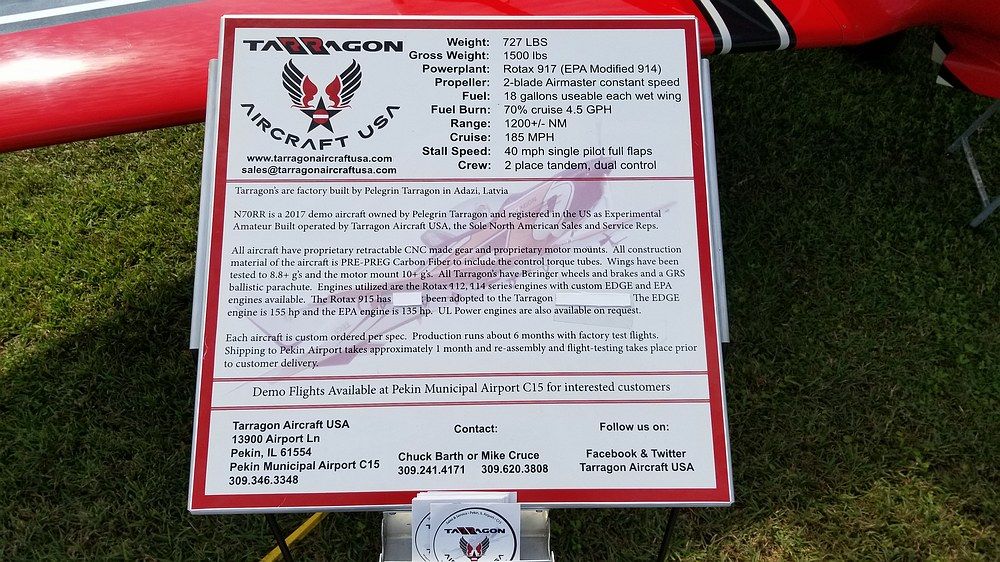 TARRAGON
AIRCRAFT USA
www.tarragonaircraftusa.com
sales@tarragonaircraftusa.com
Weight: 727 LBS
Gross Weight: 1500 lbs
Powerplant: Rotax 917 (EPA Modified 914)
Propeller: 2-blade Airmaster constant speed
Fuel: 18 gallons useable each wet wing
Fuel Burn: 70% cruise 4.5 GPH
Range: 1200+/- NM
Cruise: 185 MPH
Stall Speed: 40 mph single pilot full flaps
Crew: 2 place tandem, dual control
Tarragon's are factory built by Pelegrin Tarragon in Adazi, Latvia
N70RR is a 2017 demo aircraft owned by Pelegrin Tarragon and registered in the US as Experimental
Amateur Built operated by Tarragon Aircraft USA, the Sole North American Sales and Service Reps.
All aircraft have proprietary retractable CNC made gear and proprietary motor mounts. All construction
material of the aircraft is PRE-PREG Carbon Fiber to include the control torque tubes. Wings have been
tested to 8.8+ g's and the motor mount 10+ g's. All Tarragon's have Beringer wheels and brakes and a GRS
ballistic parachute. Engines utilized are the Rotax 912, 914 series engines with custom EDGE and EPA
engines available. The Rotax 915 has been adopted to the Tarragon The EDGE
engine is 155 hp and the EPA engine is 135 hp. UL Power engines are also available on request.
Each aircraft is custom ordered per spec. Production runs about 6 months with factory test flights.
Shipping to Pekin Airport takes approximately 1 month and re-assembly and flight-testing takes place prior
to customer delivery.
Demo Flights Available at Pekin Municipal Airport C15 for interested customers
Tarragon Aircraft USA
13900 Airport Ln
Pekin, IL 61554
Pekin Municipal Airport C15
309.346.3348
Contact:
Chuck Barth or Mike Cruce
309.241.4171 309.620.3808
Follow us on:
Facebook & Twitter
Tarragon Aircraft USA
TARRAGON